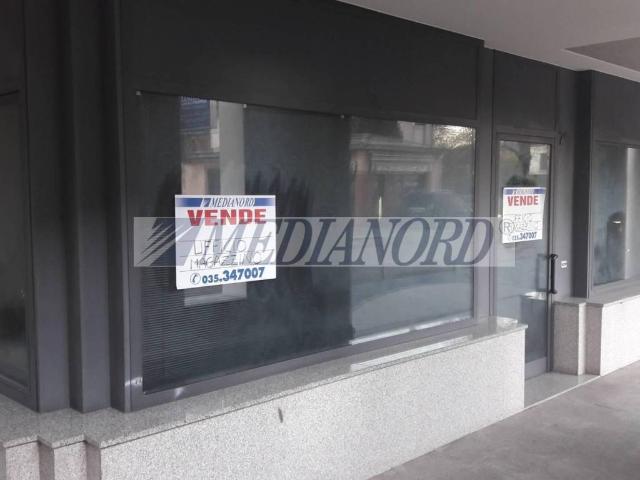 MEDIANORD
VENDE
UFFICIO
MAGAZZINO
035.347007
MEDIANORD
MEDIANORD
VENDE
R
035.347007